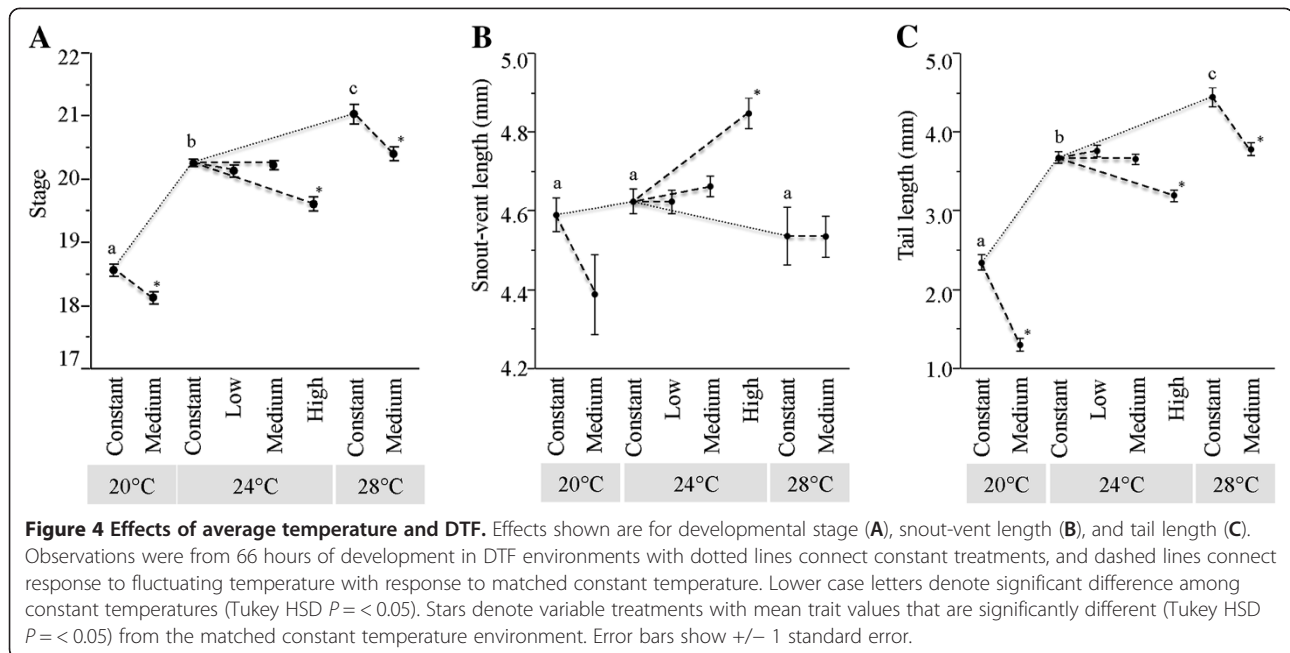 A
22
21
20
19
18
17
Stage
a
*
b
*
c
*
Constant
Medium
Constant
Low
Medium
High
Constant
Medium
20°C
24°C
28°C
B
5.0
4.8
4.6
4.4
4.2
Snout-vent length (mm)
a
a
*
a
Constant
Medium
Constant
Low
Medium
High
Constant
Medium
20°C
24°C
28°C
C
5.0
4.0
3.0
2.0
1.0
Tail length (mm)
a
*
b
*
c
*
Constant
Medium
Constant
Low
Medium
High
Constant
Medium
20°C
24°C
28°C
Figure 4 Effects of average temperature and DTF. Effects shown are for developmental stage (A), snout-vent length (B), and tail length (C).
Observations were from 66 hours of development in DTF environments with dotted lines connect constant treatments, and dashed lines connect
response to fluctuating temperature with response to matched constant temperature. Lower case letters denote significant difference among
constant temperatures (Tukey HSD P = < 0.05). Stars denote variable treatments with mean trait values that are significantly different (Tukey HSD
P = < 0.05) from the matched constant temperature environment. Error bars show +/− 1 standard error.